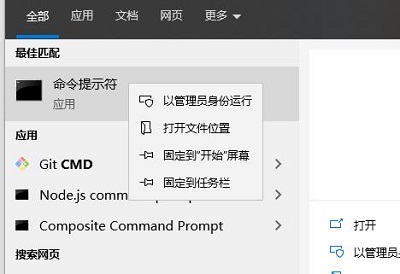 全部 应用 文档 网页 更多
最佳匹配
命令提示符
应用
以管理员身份运行
打开文件位置
固定到"开始"屏幕
固定到任务栏
应用
Git CMD
Node.js comm
Composite Command Prompt
搜索网页
打开
以管理员身